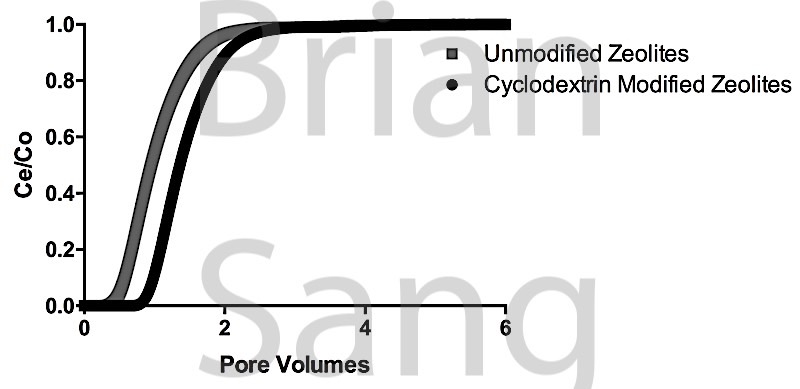 Brian
1.0
Unmodified Zeolites
Cyclodextrin Modified Zeolites
0.8
0.6
Ce/Co
0.4
0.2
0.0
Sang
0 2 4 6
Pore Volumes